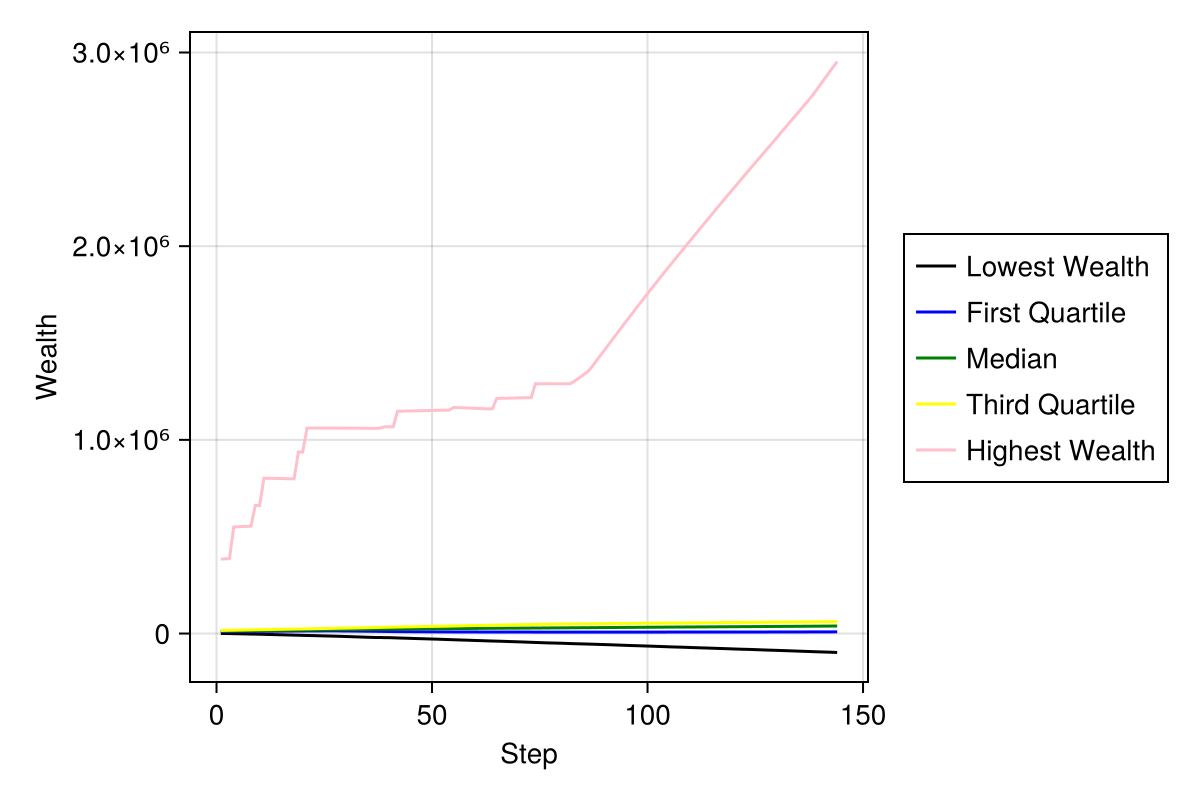 3.0×10⁶
2.0×10⁶
1.0×10⁶
0
Wealth
0 50 100 150
Step
Lowest Wealth
First Quartile
Median
Third Quartile
Highest Wealth